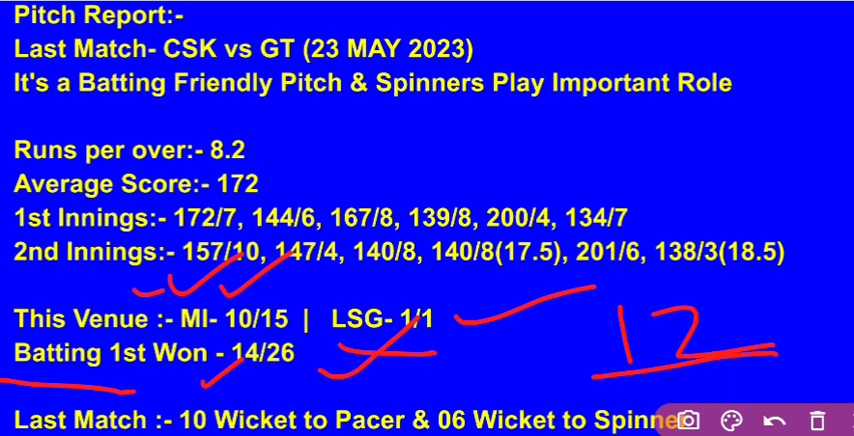 Pitch Report:-
Last Match- CSK vs GT (23 MAY 2023)
It's a Batting Friendly Pitch & Spinners Play Important Role
Runs per over:- 8.2
Average Score:- 172
1st Innings:- 172/7, 144/6, 167/8, 139/8, 200/4, 134/7
2nd Innings:- 157/10, 147/4, 140/8, 140/8(17.5), 201/6, 138/3(18.5)
This Venue :- MI- 10/15 | LSG- 1/1
12
Batting 1st Won - 14/26
Last Match :- 10 Wicket to Pacer & 06 Wicket to Spinner